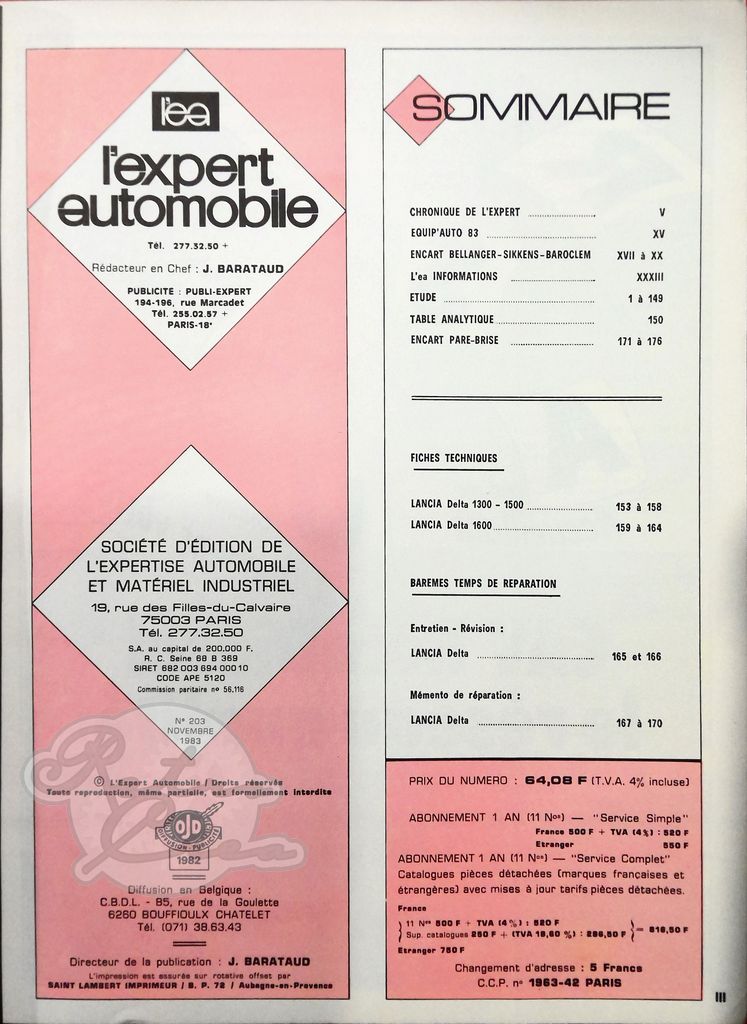 l'ea
l'expert
automobile
Tél. 277.32.50 +
Rédacteur en Chef : J. BARATAUD
PUBLICITE : PUBLI-EXPERT
194-196, rue Marcadet
Tél. 255.02.57 +
PARIS-18e
SOCIÉTÉ D'ÉDITION DE
L'EXPERTISE AUTOMOBILE
ET MATÉRIEL INDUSTRIEL
19, rue des Filles-du-Calvaire
75003 PARIS
Tél. 277.32.50
S.A. au capital de 200.000 F.
R. C. Seine 68 B 369
SIRET 682 003 694 000 10
CODE APE 5120
Commission paritaire no 56.116
N° 203
NOVEMBRE
1983
© L'Expert Automobile / Droits réservés
Toute reproduction, même partielle, est formellement interdite
OJD
DIFFUSION-PUBLICITÉ
1982
Diffusion en Belgique :
C.B.D.L. - 85, rue de la Goulette
6260 BOUFFIOULX CHATELET
Tél. (071) 38.63.43
Directeur de la publication : J. BARATAUD
L'impression est assurée sur rotative offset par
SAINT LAMBERT IMPRIMEUR / B. P. 72 / Aubagne-en-Provence
SOMMAIRE
CHRONIQUE DE L'EXPERT .................... V
EQUIP'AUTO 83 .................... XV
ENCART BELLANGER-SIKKENS-BAROCLEM XVII à XX
L'ea INFORMATIONS .................... XXXIII
ETUDE .................... 1 à 149
TABLE ANALYTIQUE .................... 150
ENCART PARE-BRISE .................... 171 à 176
FICHES TECHNIQUES
LANCIA Delta 1300 - 1500 .................... 153 à 158
LANCIA Delta 1600 .................... 159 à 164
BAREMES TEMPS DE REPARATION
Entretien - Révision :
LANCIA Delta .................... 165 et 166
Mémento de réparation :
LANCIA Delta .................... 167 à 170
PRIX DU NUMERO : 64,08 F (T.V.A. 4% incluse)
ABONNEMENT 1 AN (11 Nos) — "Service Simple"
France 500 F + TVA (4%) : 520 F
Etranger 550 F
ABONNEMENT 1 AN (11 Nos) — "Service Complet"
Catalogues pièces détachées (marques françaises et
étrangères) avec mises à jour tarifs pièces détachées.
France
11 Nos 500 F + TVA (4%) : 520 F
Sup. catalogues 250 F + (TVA 18,60 %) : 296,50 F = 816,50 F
Etranger 750 F
Changement d'adresse : 5 Francs
C.C.P. no 1963-42 PARIS
III